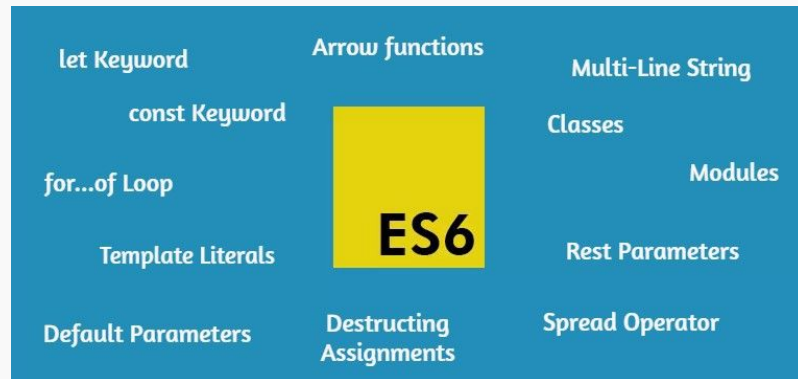 let Keyword
Arrow functions
Multi-Line String
const Keyword
Classes
for...of Loop
Modules
ES6
Template Literals
Rest Parameters
Default Parameters
Destructing
Assignments
Spread Operator